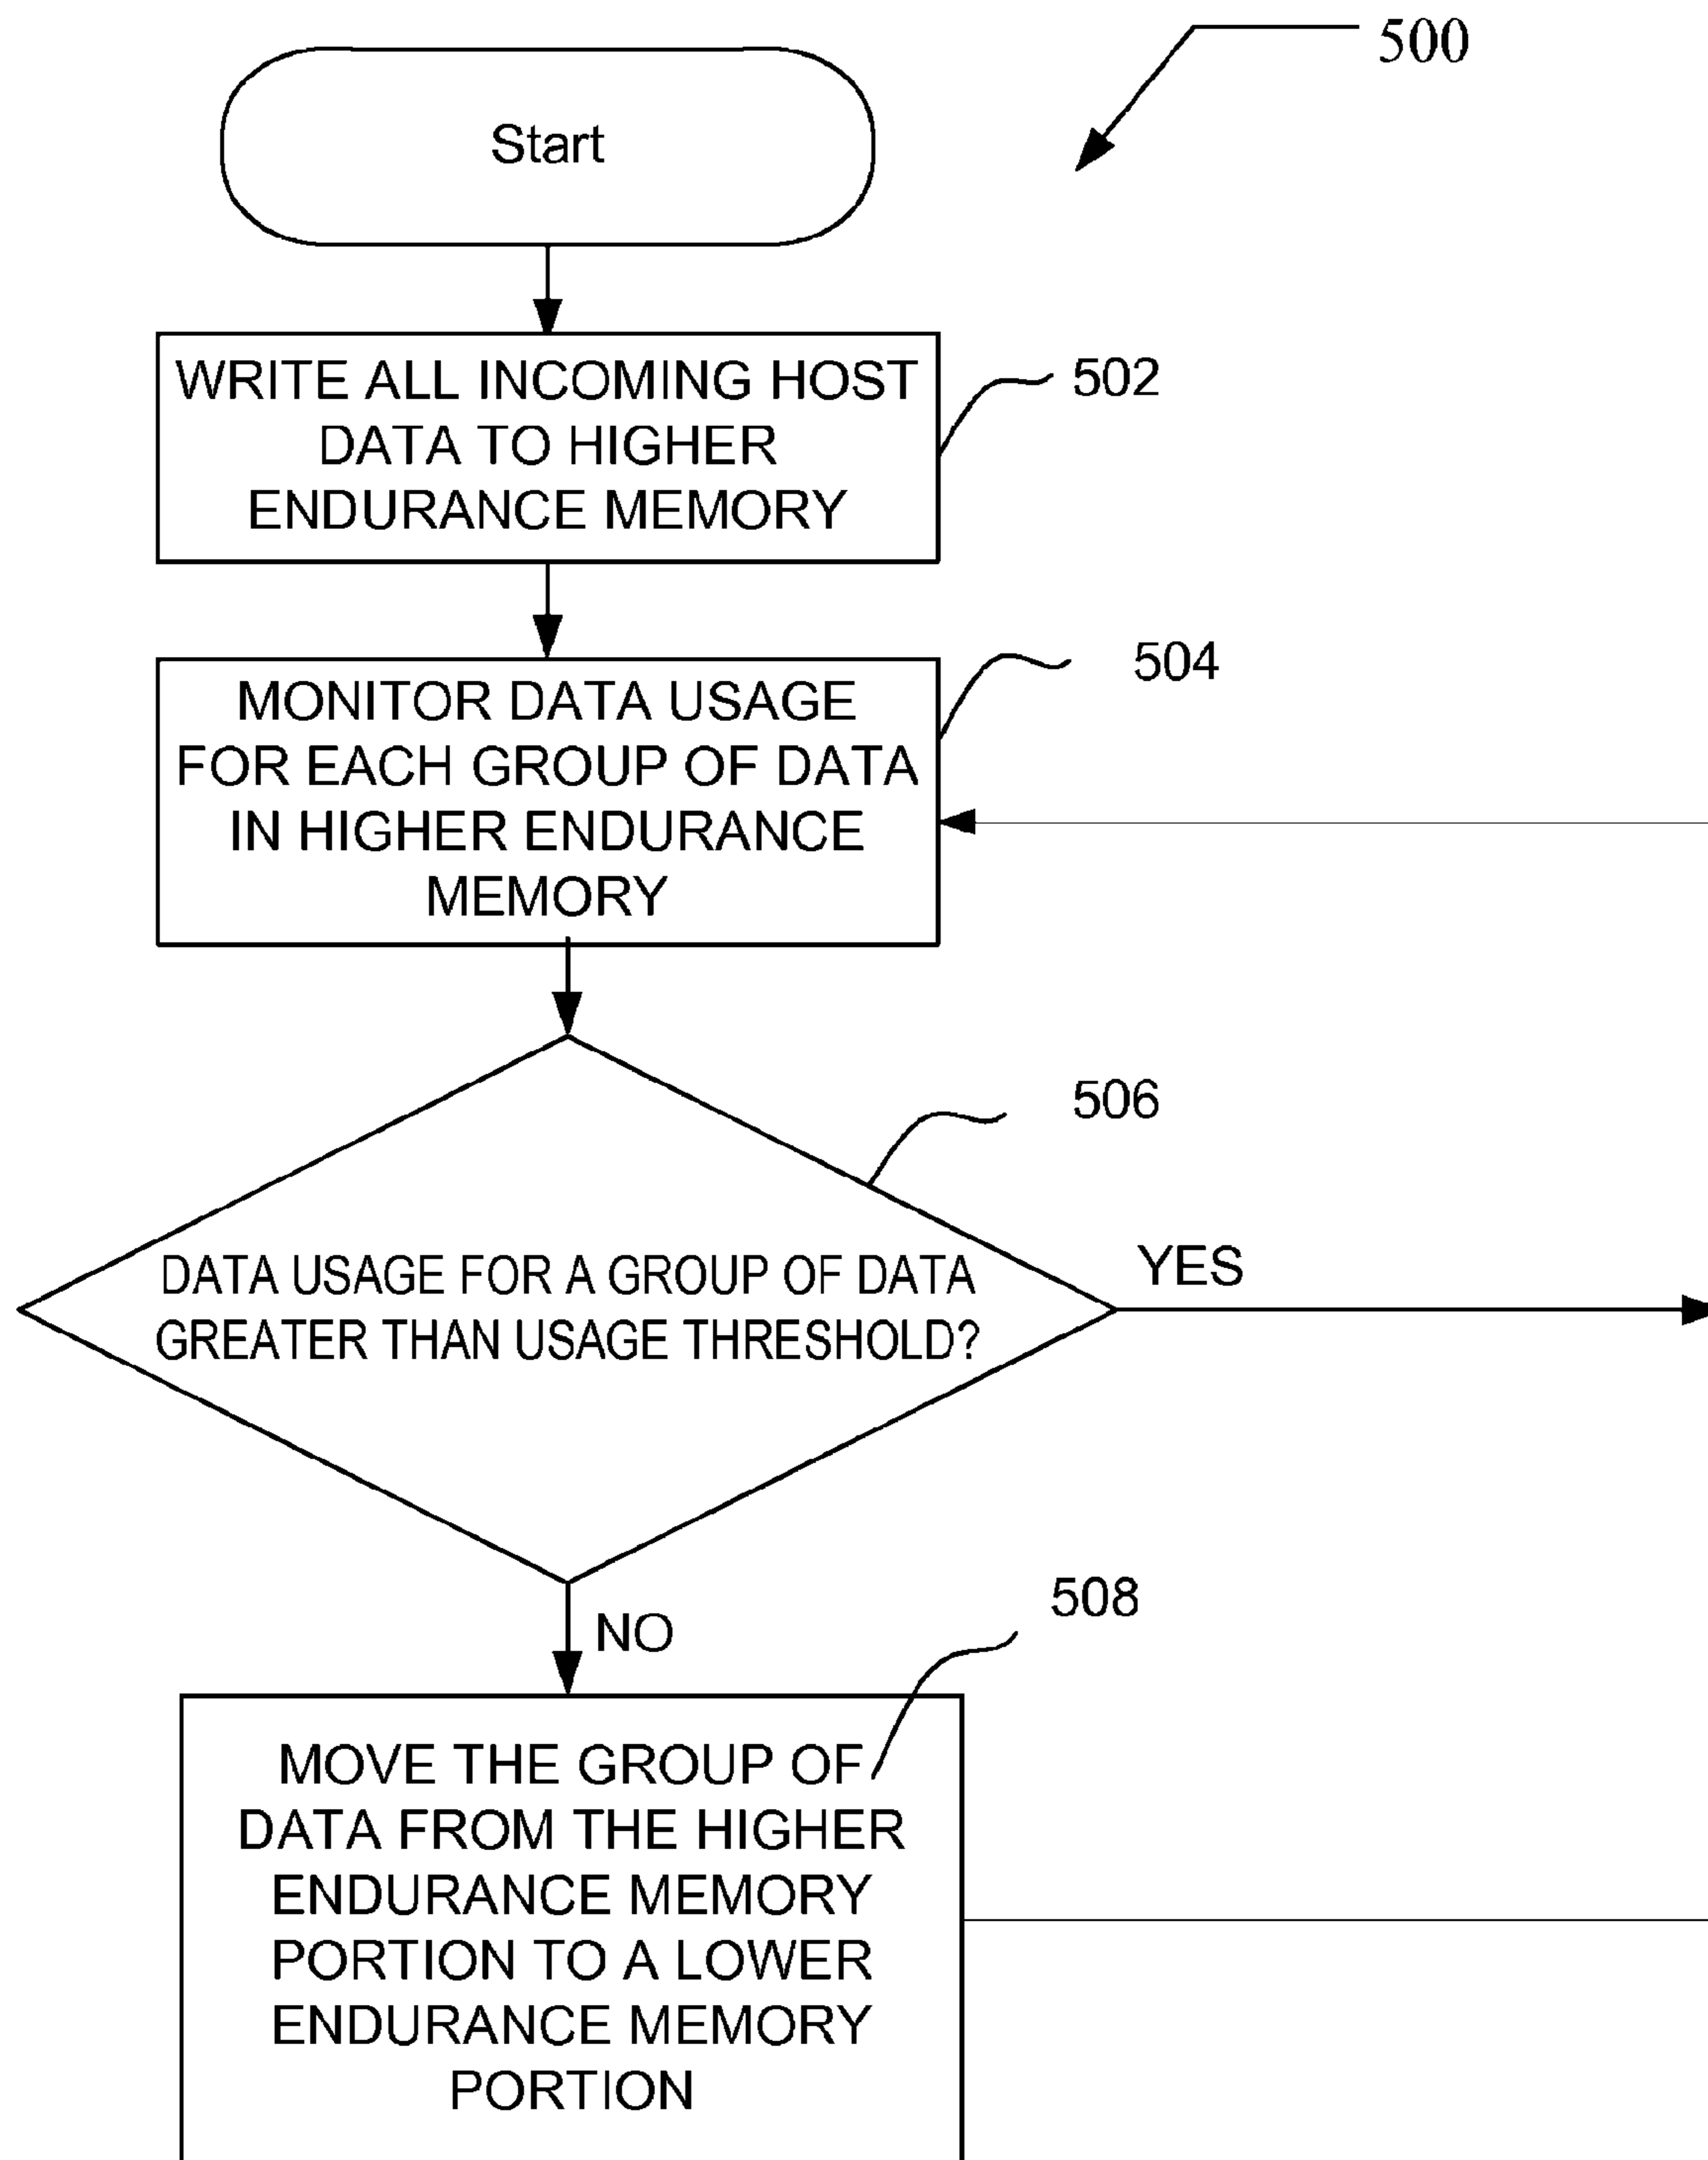 500
Start
WRITE ALL INCOMING HOST
DATA TO HIGHER
ENDURANCE MEMORY
502
MONITOR DATA USAGE
FOR EACH GROUP OF DATA
IN HIGHER ENDURANCE
MEMORY
504
506
DATA USAGE FOR A GROUP OF DATA
GREATER THAN USAGE THRESHOLD?
YES
NO
508
MOVE THE GROUP OF
DATA FROM THE HIGHER
ENDURANCE MEMORY
PORTION TO A LOWER
ENDURANCE MEMORY
PORTION